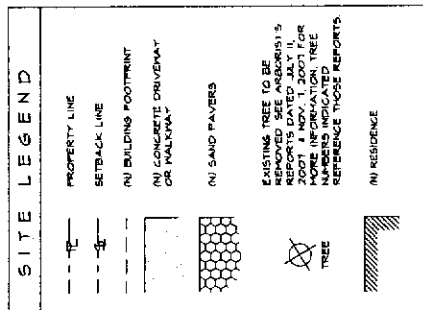 SITE LEGEND
PROPERTY LINE
SETBACK LINE
(N) BUILDING FOOTPRINT
(N) CONCRETE DRIVEWAY
OR WALKWAY
(N) SAND PAVERS
EXISTING TREE TO BE
REMOVED SEE ARBORIST'S
REPORTS DATED JULY 11,
2007 & NOV. 1, 2007 FOR
MORE INFORMATION, TREE
NUMBERS INDICATED
REFERENCE THOSE REPORTS.
TREE
(N) RESIDENCE